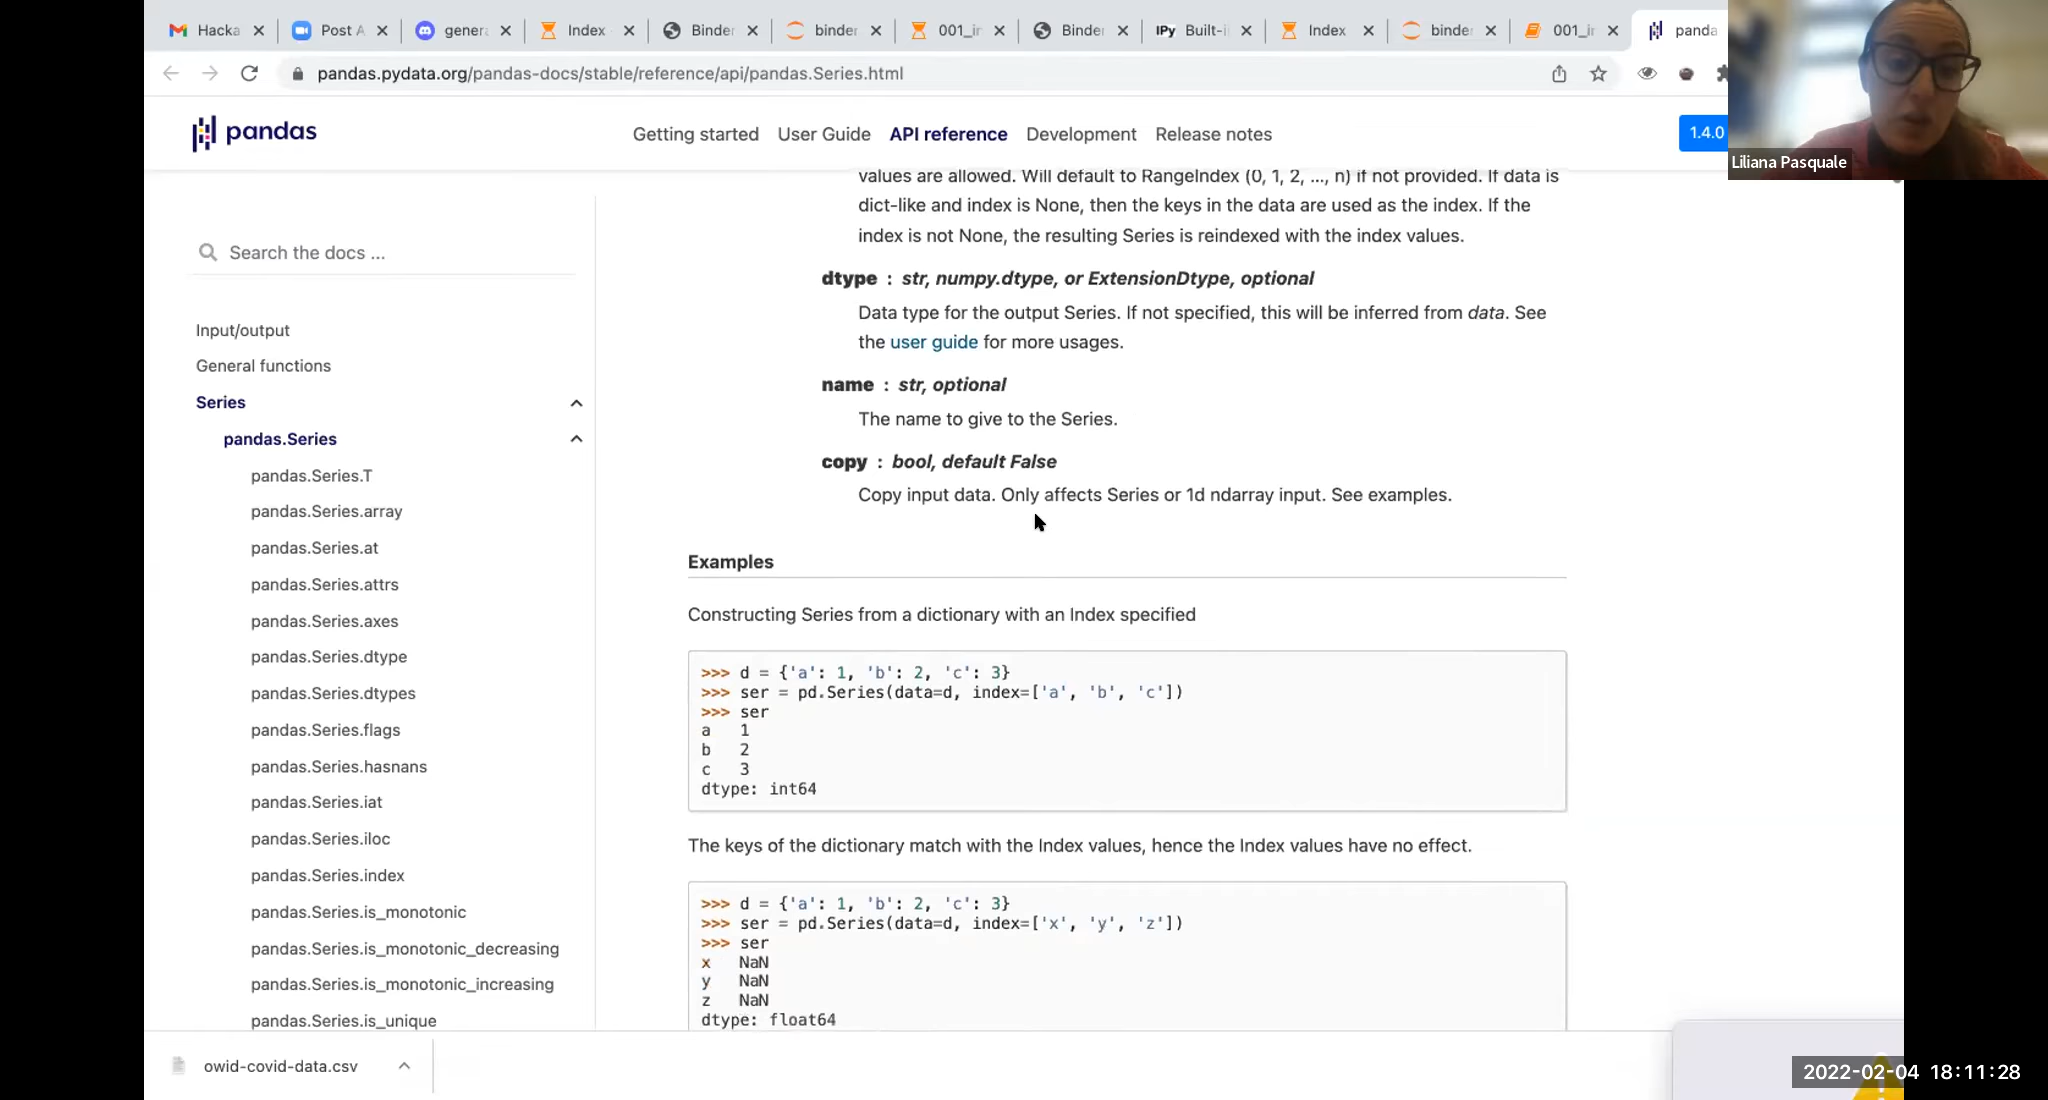 Hacka
Post A
gener
Index
Binder
binder
001_in
Binder
IPy Built-i
Index
binder
001_in
panda
pandas.pydata.org/pandas-docs/stable/reference/api/pandas.Series.html
pandas
Getting started
User Guide
API reference
Development
Release notes
1.4.0
Liliana Pasquale
Search the docs ...
Input/output
General functions
Series
pandas.Series
pandas.Series.T
pandas.Series.array
pandas.Series.at
pandas.Series.attrs
pandas.Series.axes
pandas.Series.dtype
pandas.Series.dtypes
pandas.Series.flags
pandas.Series.hasnans
pandas.Series.iat
pandas.Series.iloc
pandas.Series.index
pandas.Series.is_monotonic
pandas.Series.is_monotonic_decreasing
pandas.Series.is_monotonic_increasing
pandas.Series.is_unique
values are allowed. Will default to RangeIndex (0, 1, 2, ..., n) if not provided. If data is
dict-like and index is None, then the keys in the data are used as the index. If the
index is not None, the resulting Series is reindexed with the index values.
dtype : str, numpy.dtype, or ExtensionDtype, optional
Data type for the output Series. If not specified, this will be inferred from data. See
the user guide for more usages.
name : str, optional
The name to give to the Series.
copy : bool, default False
Copy input data. Only affects Series or 1d ndarray input. See examples.
Examples
Constructing Series from a dictionary with an Index specified
>>> d = {'a': 1, 'b': 2, 'c': 3}
>>> ser = pd.Series(data=d, index=['a', 'b', 'c'])
>>> ser
a 1
b 2
c 3
dtype: int64
The keys of the dictionary match with the Index values, hence the Index values have no effect.
>>> d = {'a': 1, 'b': 2, 'c': 3}
>>> ser = pd.Series(data=d, index=['x', 'y', 'z'])
>>> ser
x NaN
y NaN
z NaN
dtype: float64
owid-covid-data.csv
2022-02-04 18:11:28